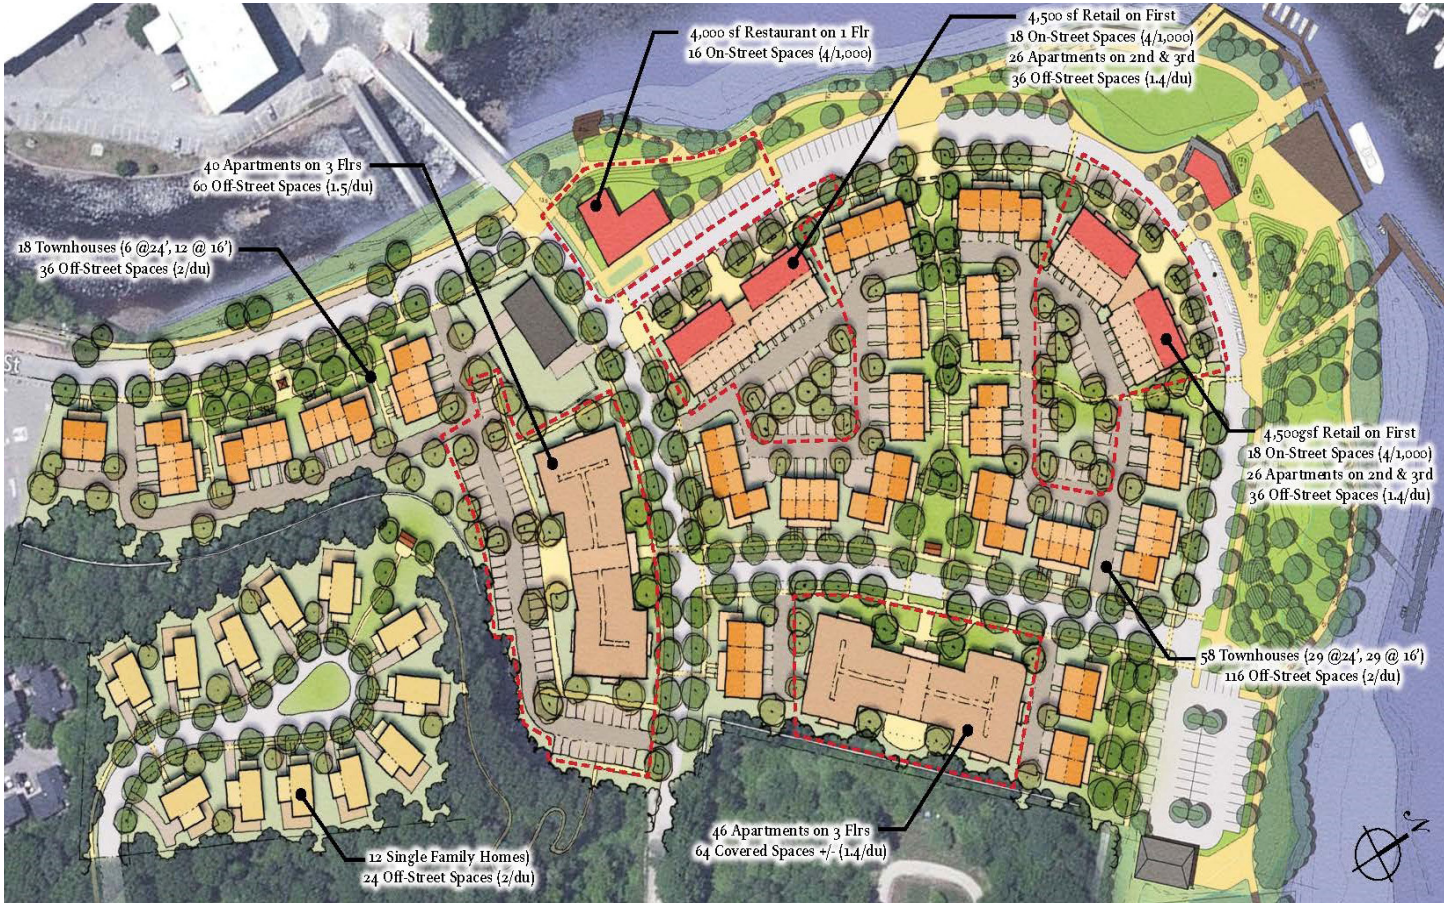 4,000 sf Restaurant on 1 Flr
16 On-Street Spaces (4/1,000)
4,500 sf Retail on First
18 On-Street Spaces (4/1,000)
26 Apartments on 2nd & 3rd
36 Off-Street Spaces (1.4/du)
40 Apartments on 3 Flrs
60 Off-Street Spaces (1.5/du)
18 Townhouses (6 @24', 12 @ 16')
36 Off-Street Spaces (2/du)
St
4,500gsf Retail on First
18 On-Street Spaces (4/1,000)
26 Apartments on 2nd & 3rd
36 Off-Street Spaces (1.4/du)
58 Townhouses (29 @24', 29 @ 16')
116 Off-Street Spaces (2/du)
46 Apartments on 3 Flrs
64 Covered Spaces +/- (1.4/du)
12 Single Family Homes)
24 Off-Street Spaces (2/du)
N